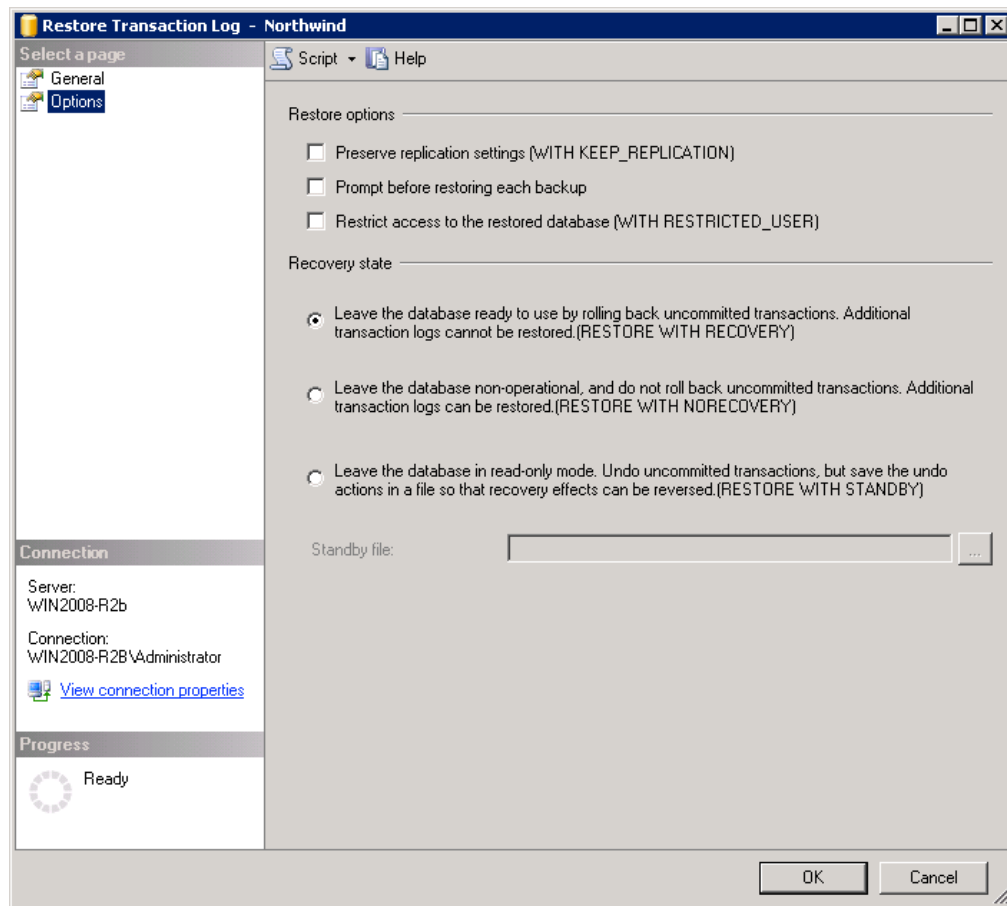 Restore Transaction Log - Northwind
Select a page
General
Options
Script
Help
Restore options
Preserve replication settings (WITH KEEP_REPLICATION)
Prompt before restoring each backup
Restrict access to the restored database (WITH RESTRICTED_USER)
Recovery state
Leave the database ready to use by rolling back uncommitted transactions. Additional
transaction logs cannot be restored.(RESTORE WITH RECOVERY)
Leave the database non-operational, and do not roll back uncommitted transactions. Additional
transaction logs can be restored.(RESTORE WITH NORECOVERY)
Leave the database in read-only mode. Undo uncommitted transactions, but save the undo
actions in a file so that recovery effects can be reversed.(RESTORE WITH STANDBY)
Standby file:
...
Connection
Server:
WIN2008-R2b
Connection:
WIN2008-R2B\Administrator
View connection properties
Progress
Ready
OK
Cancel